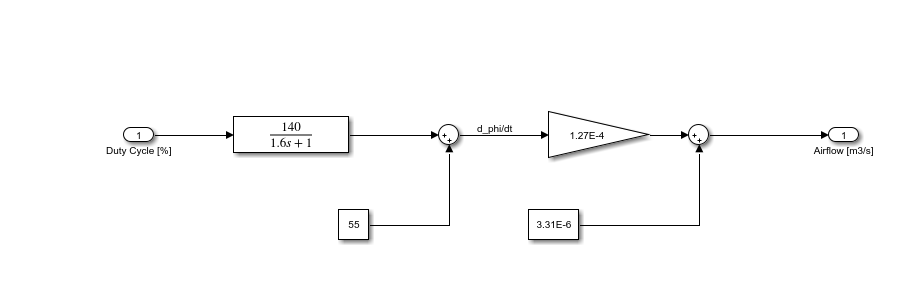 1
Duty Cycle [%]
140
1.6s + 1
d_phi/dt
1.27E-4
1
Airflow [m3/s]
55
3.31E-6